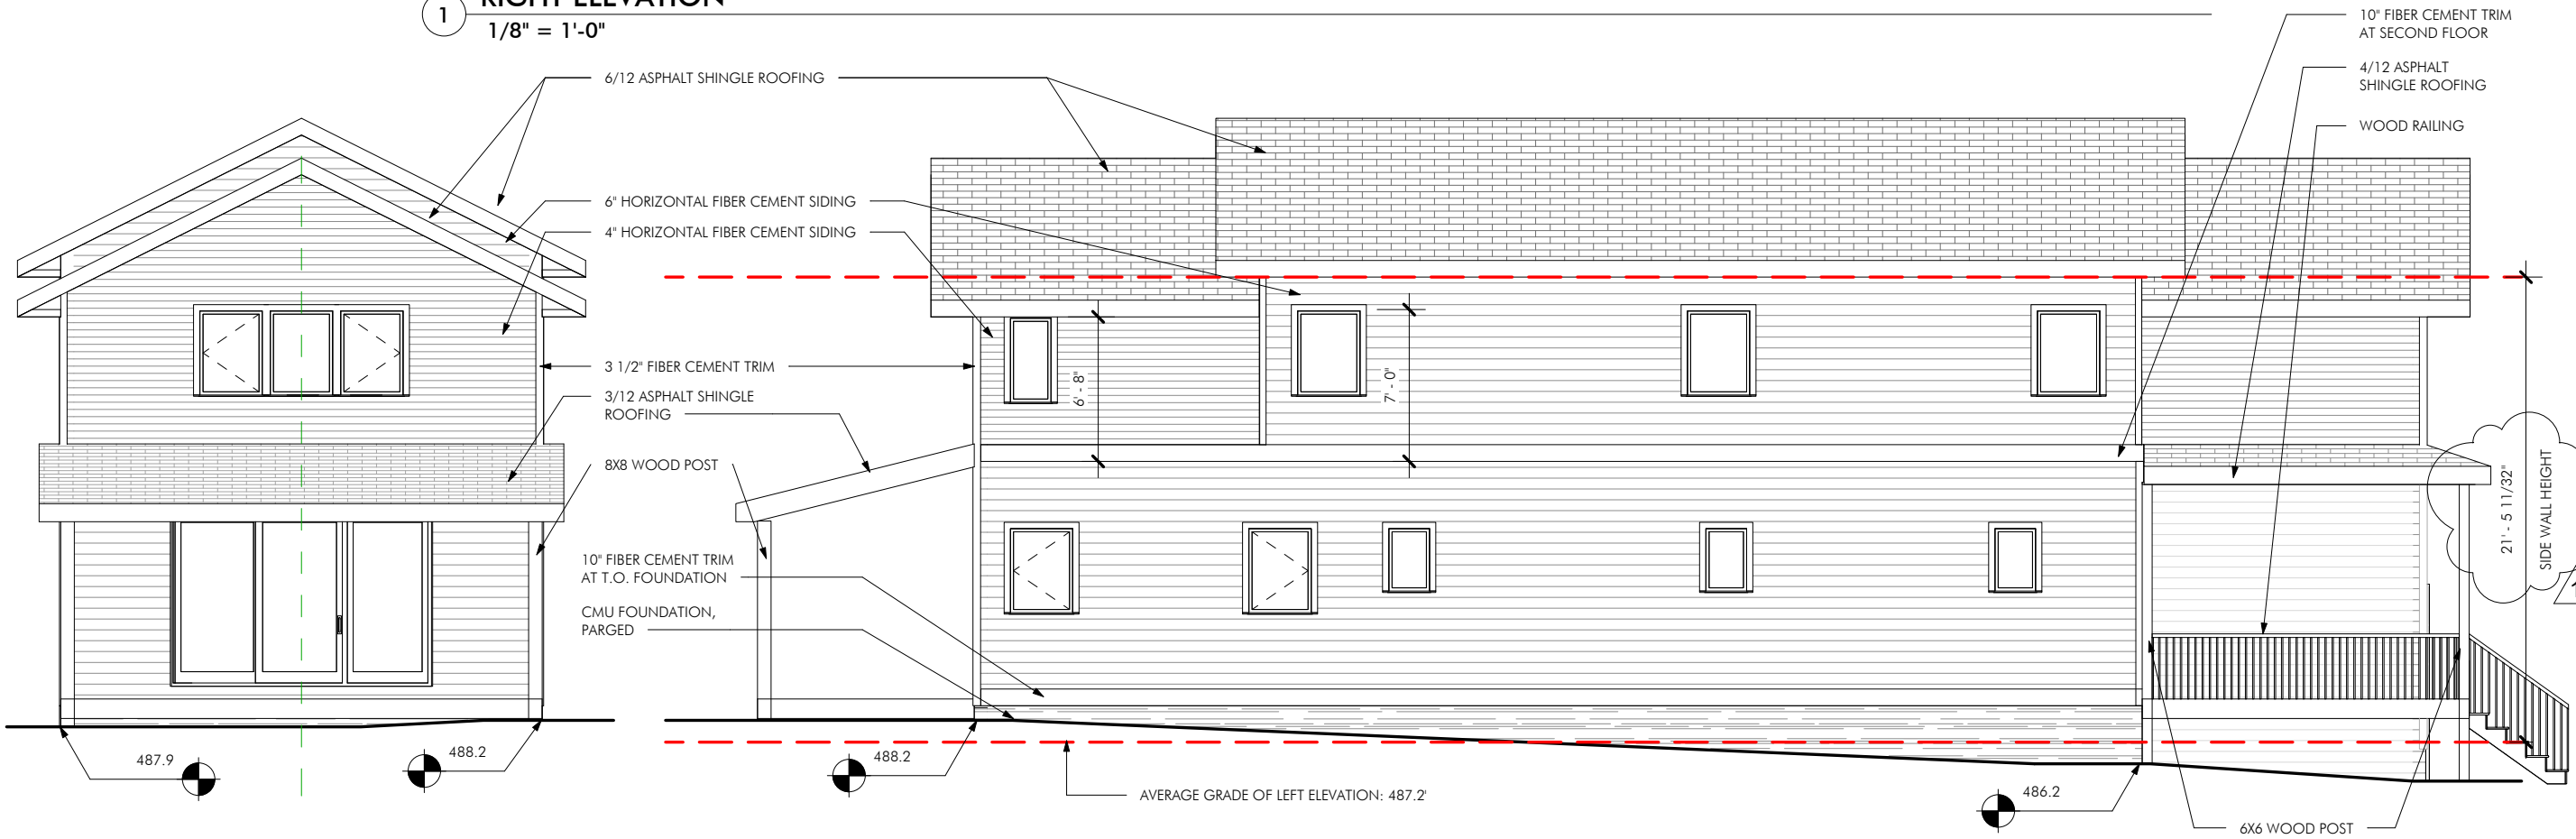 1
RIGHT ELEVATION
1/8" = 1'-0"
10" FIBER CEMENT TRIM
AT SECOND FLOOR
4/12 ASPHALT
SHINGLE ROOFING
WOOD RAILING
6/12 ASPHALT SHINGLE ROOFING
6" HORIZONTAL FIBER CEMENT SIDING
4" HORIZONTAL FIBER CEMENT SIDING
3 1/2" FIBER CEMENT TRIM
3/12 ASPHALT SHINGLE
ROOFING
8X8 WOOD POST
10" FIBER CEMENT TRIM
AT T.O. FOUNDATION
CMU FOUNDATION,
PARGED
6' - 8"
7' - 0"
21' - 5 11/32"
SIDE WALL HEIGHT
487.9
488.2
488.2
AVERAGE GRADE OF LEFT ELEVATION: 487.2'
486.2
6X6 WOOD POST